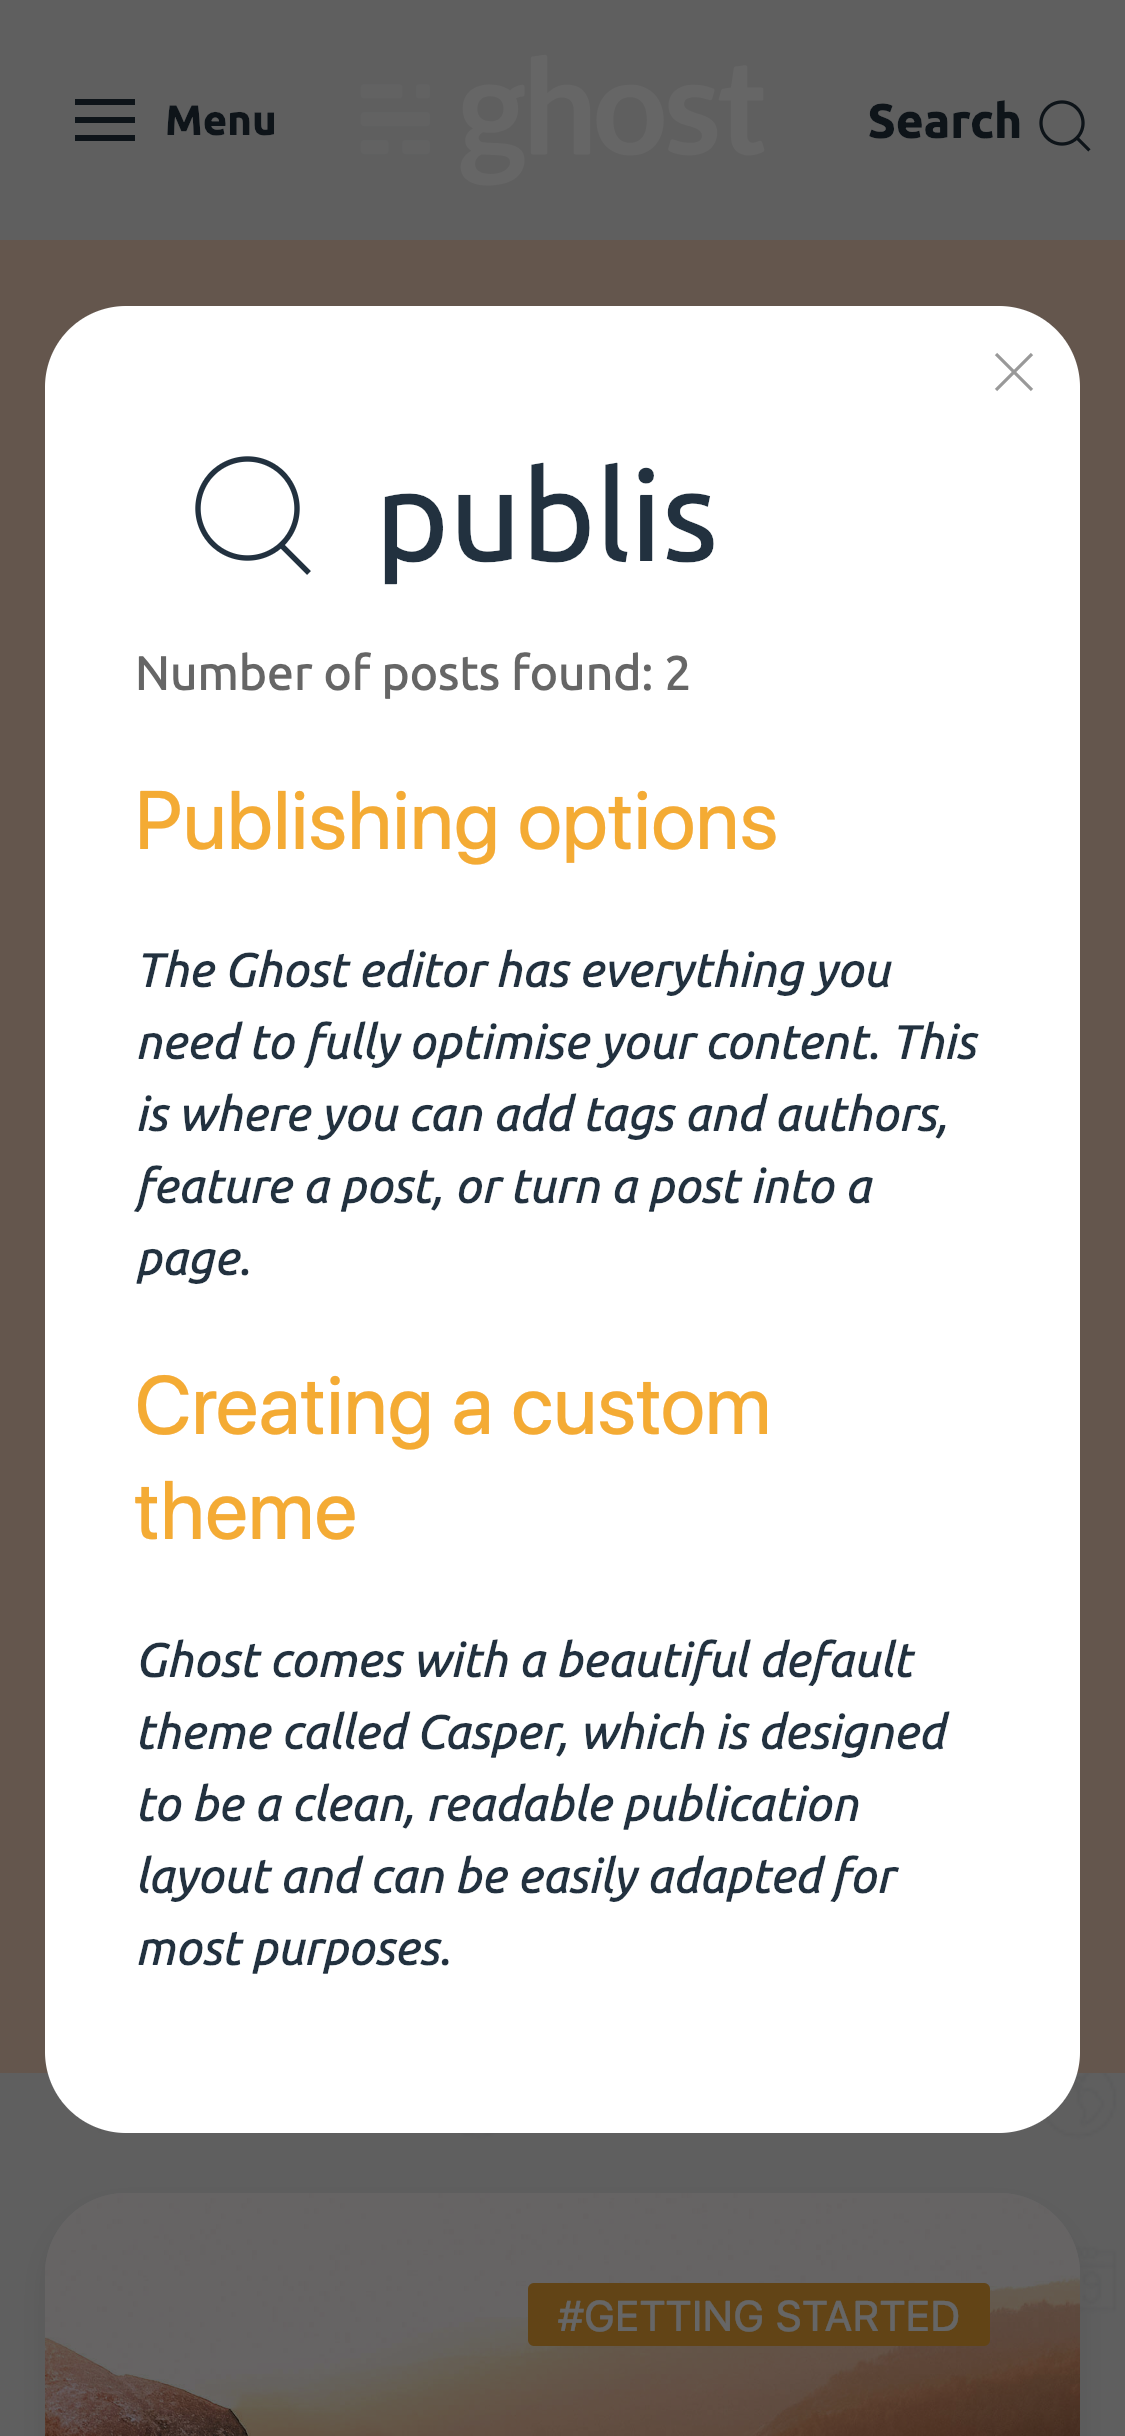 Menu
ghost
Search
publis
Number of posts found: 2
Publishing options
The Ghost editor has everything you
need to fully optimise your content. This
is where you can add tags and authors,
feature a post, or turn a post into a
page.
Creating a custom
theme
Ghost comes with a beautiful default
theme called Casper, which is designed
to be a clean, readable publication
layout and can be easily adapted for
most purposes.
#GETTING STARTED